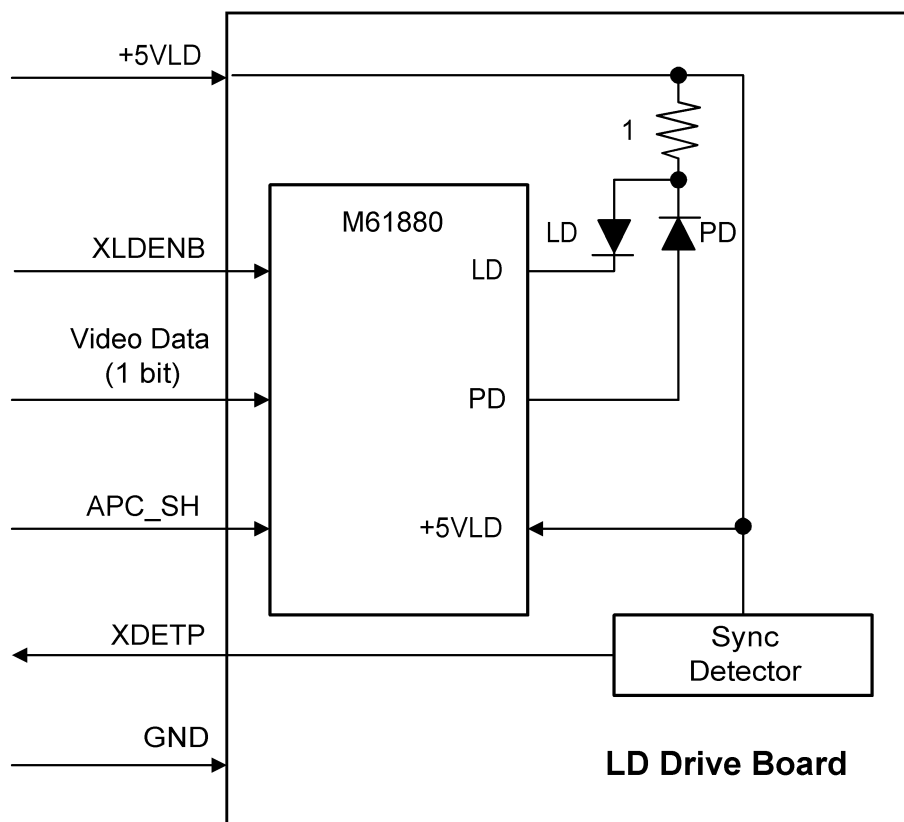 +5VLD
1
M61880
LD
PD
XLDENB
LD
Video Data
(1 bit)
PD
APC_SH
+5VLD
XDETP
Sync
Detector
GND
LD Drive Board